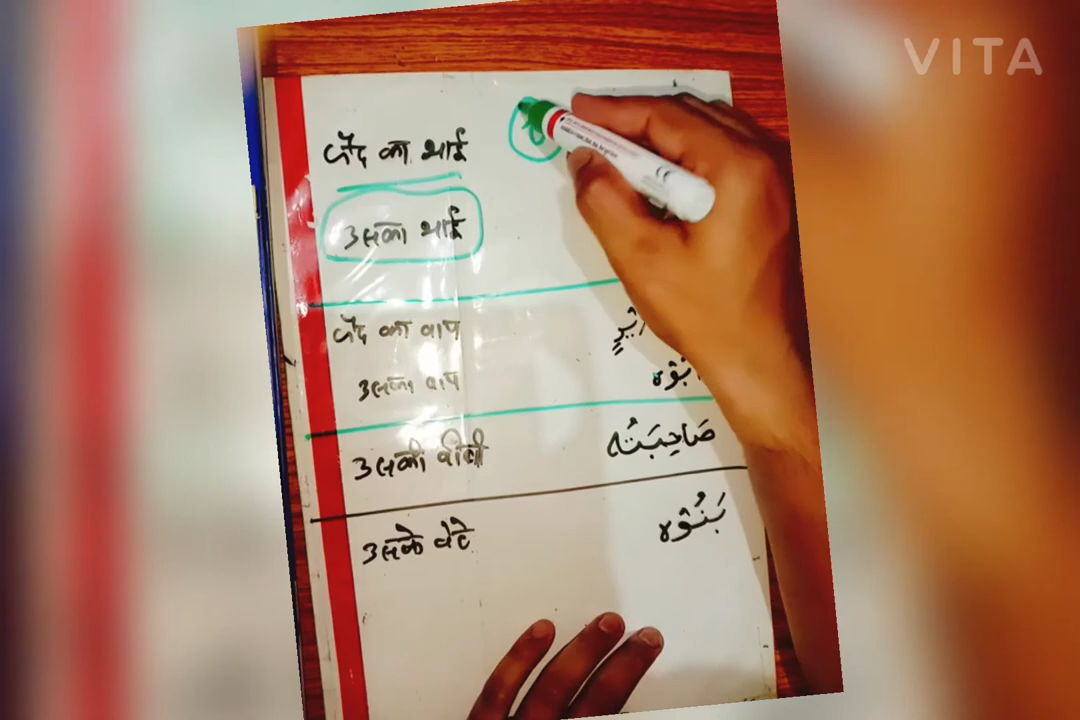 VITA
ज़ैद का भाई
उसका भाई
ज़ैद का बाप
उसका बाप
उसकी बीवी صَاحِبَتُه
उसके बेटे بَنُوْه